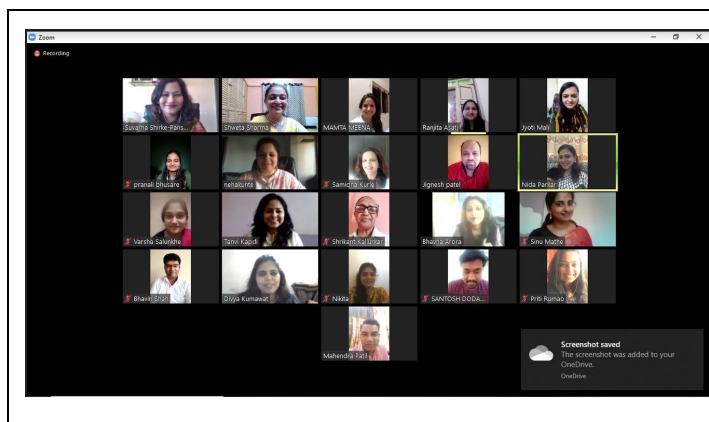 Zoom
Recording
Suvarna Shirke-Pans...
Shweta Sharma
MAMTA MEENA
Ranjita Asati
Jyoti Mali
pranali bhusare
nehakunte
Samidha Kurle
Jignesh patel
Nida Parkar
Varsha Salunkhe
Tanvi Kapdi
Shrikant Kallurkar
Bhavna Arora
Sinu Mathe
Bhavin Shah
Divya Kumawat
Nikita
SANTOSH DODA...
Priti Rumao
Mahendra Patil
Screenshot saved
The screenshot was added to your
OneDrive.
OneDrive